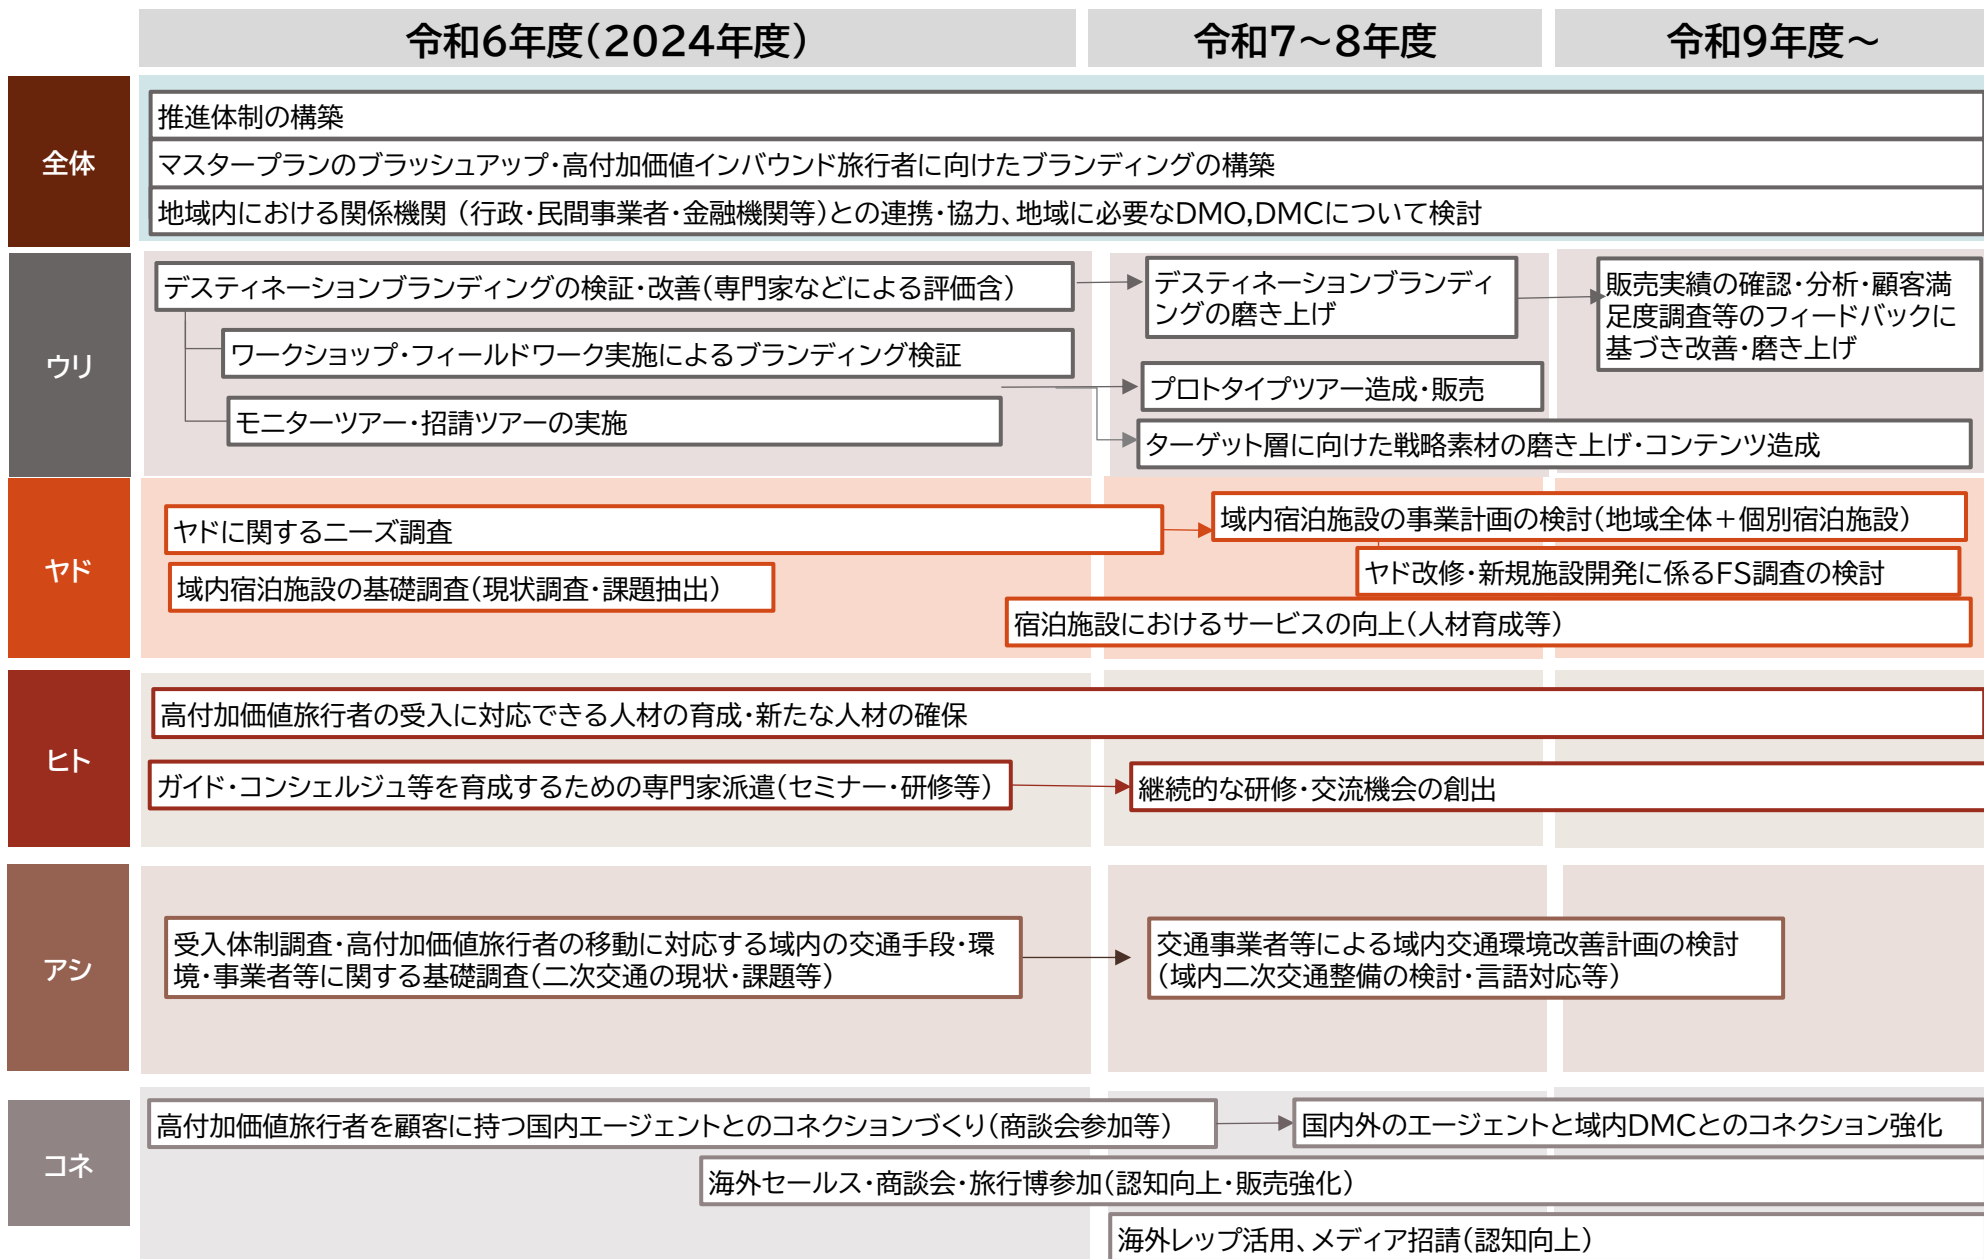 令和6年度(2024年度)
令和7～8年度
令和9年度～
全体
推進体制の構築
マスタープランのブラッシュアップ・高付加価値インバウンド旅行者に向けたブランディングの構築
地域内における関係機関 (行政・民間事業者・金融機関等)との連携・協力、地域に必要なDMO,DMCについて検討
ウリ
デスティネーションブランディングの検証・改善(専門家などによる評価含)
ワークショップ・フィールドワーク実施によるブランディング検証
モニターツアー・招請ツアーの実施
デスティネーションブランディ
ングの磨き上げ
プロトタイプツアー造成・販売
ターゲット層に向けた戦略素材の磨き上げ・コンテンツ造成
販売実績の確認・分析・顧客満
足度調査等のフィードバックに
基づき改善・磨き上げ
ヤド
ヤドに関するニーズ調査
域内宿泊施設の基礎調査(現状調査・課題抽出)
域内宿泊施設の事業計画の検討(地域全体+個別宿泊施設)
ヤド改修・新規施設開発に係るFS調査の検討
宿泊施設におけるサービスの向上(人材育成等)
ヒト
高付加価値旅行者の受入に対応できる人材の育成・新たな人材の確保
ガイド・コンシェルジュ等を育成するための専門家派遣(セミナー・研修等)
継続的な研修・交流機会の創出
アシ
受入体制調査・高付加価値旅行者の移動に対応する域内の交通手段・環
境・事業者等に関する基礎調査(二次交通の現状・課題等)
交通事業者等による域内交通環境改善計画の検討
(域内二次交通整備の検討・言語対応等)
コネ
高付加価値旅行者を顧客に持つ国内エージェントとのコネクションづくり(商談会参加等)
国内外のエージェントと域内DMCとのコネクション強化
海外セールス・商談会・旅行博参加(認知向上・販売強化)
海外レップ活用、メディア招請(認知向上)